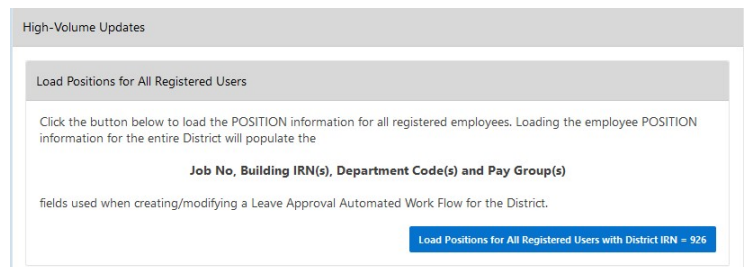 High-Volume Updates
Load Positions for All Registered Users
Click the button below to load the POSITION information for all registered employees. Loading the employee POSITION
information for the entire District will populate the
Job No, Building IRN(s), Department Code(s) and Pay Group(s)
fields used when creating/modifying a Leave Approval Automated Work Flow for the District.
Load Positions for All Registered Users with District IRN = 926